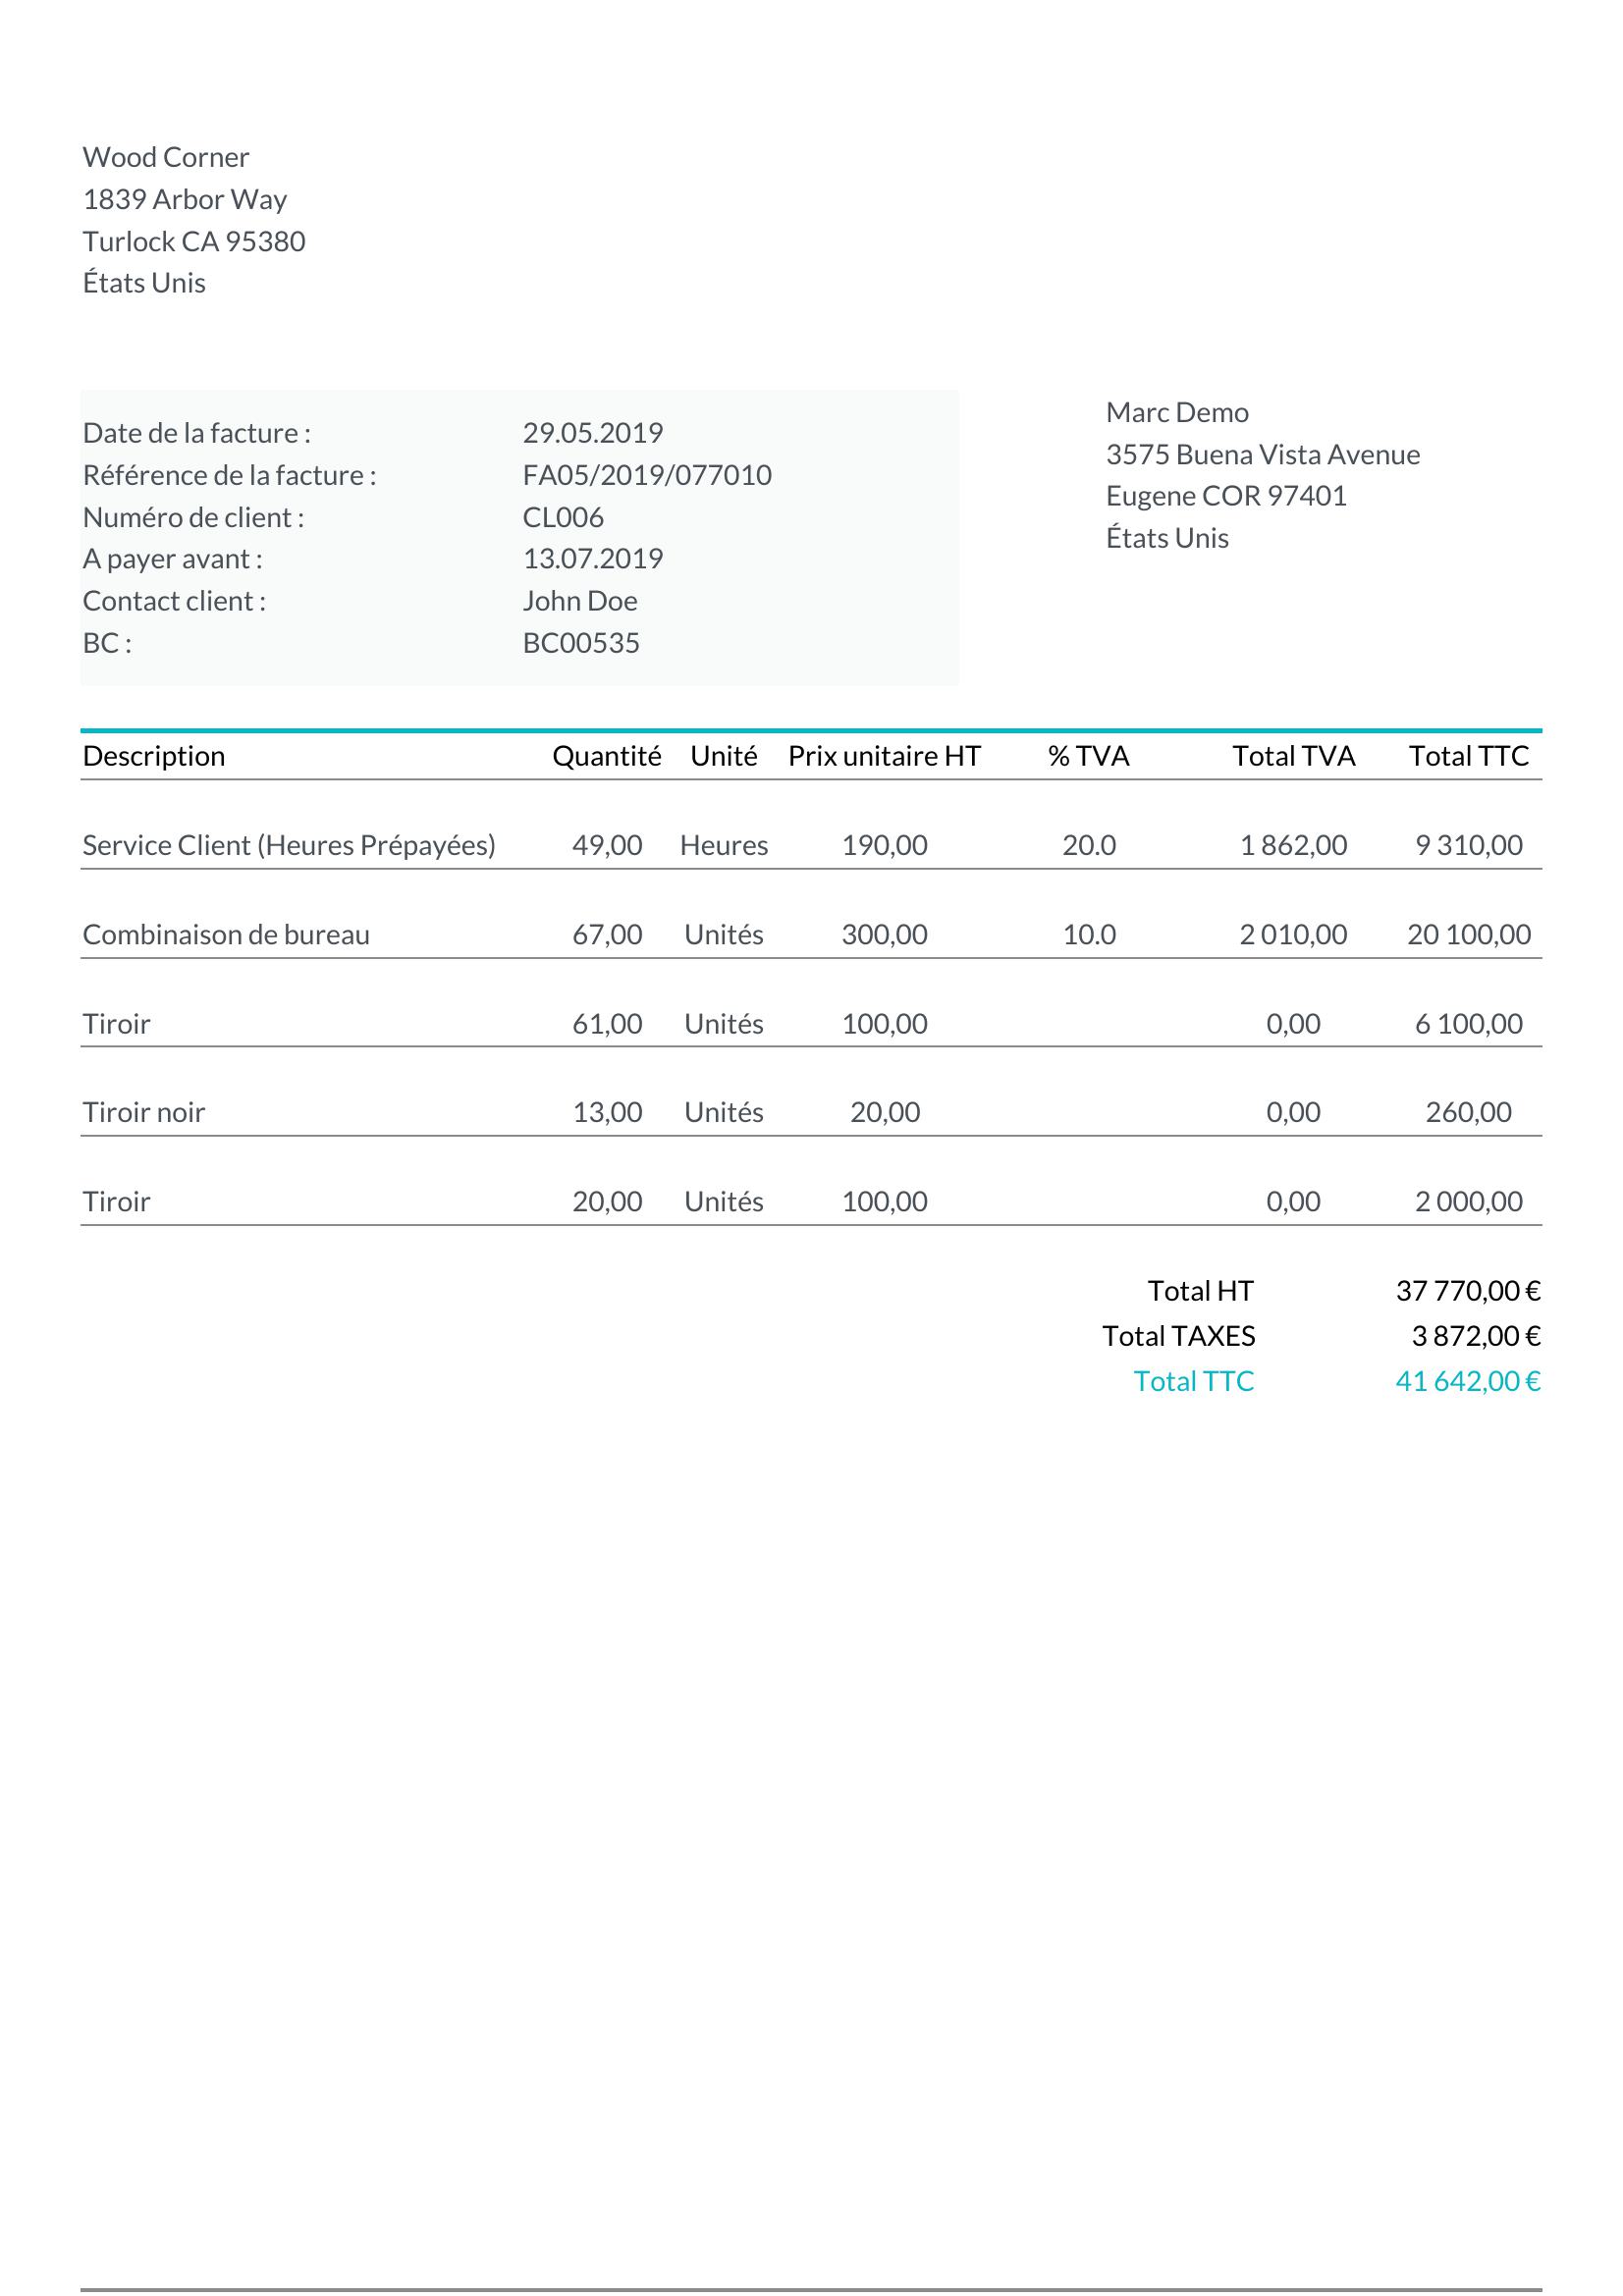 Wood Corner
1839 Arbor Way
Turlock CA 95380
États Unis
Date de la facture : 29.05.2019
Référence de la facture : FA05/2019/077010
Numéro de client : CL006
A payer avant : 13.07.2019
Contact client : John Doe
BC : BC00535
Marc Demo
3575 Buena Vista Avenue
Eugene COR 97401
États Unis
Description Quantité Unité Prix unitaire HT % TVA Total TVA Total TTC
Service Client (Heures Prépayées) 49,00 Heures 190,00 20.0 1 862,00 9 310,00
Combinaison de bureau 67,00 Unités 300,00 10.0 2 010,00 20 100,00
Tiroir 61,00 Unités 100,00 0,00 6 100,00
Tiroir noir 13,00 Unités 20,00 0,00 260,00
Tiroir 20,00 Unités 100,00 0,00 2 000,00
Total HT 37 770,00 €
Total TAXES 3 872,00 €
Total TTC 41 642,00 €